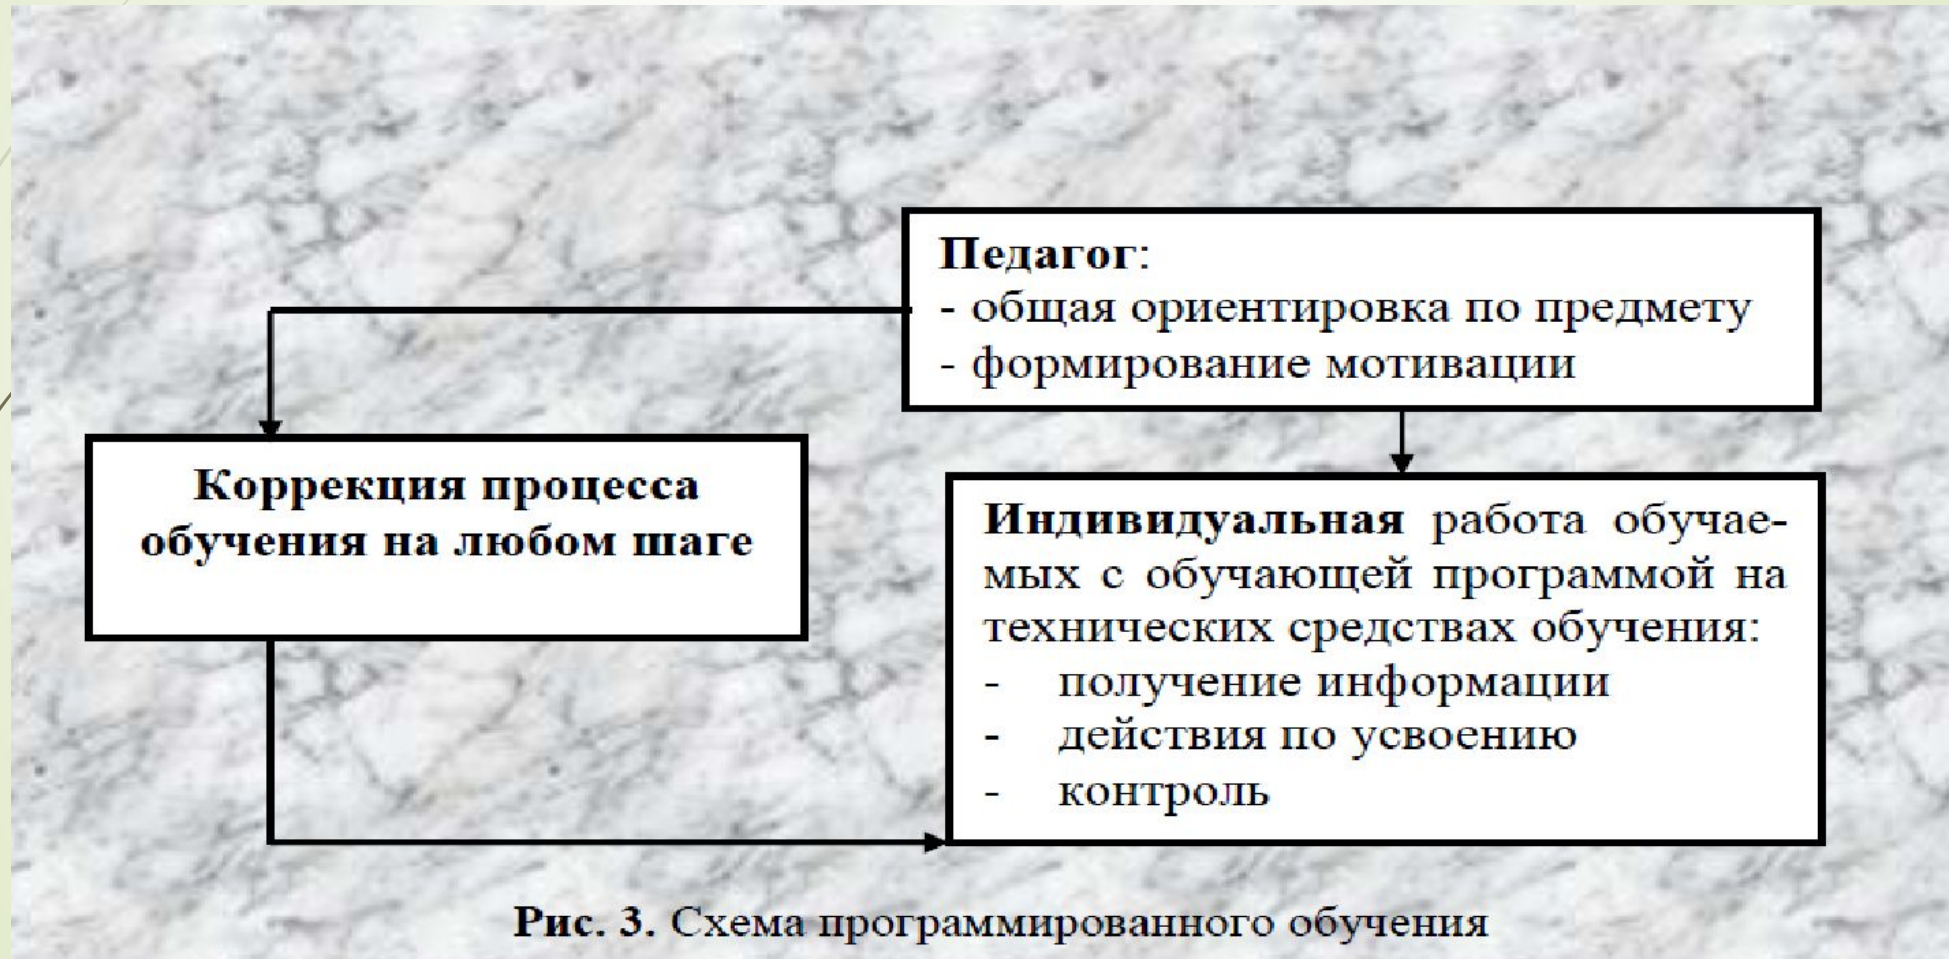 Педагог:
- общая ориентировка по предмету
- формирование мотивации
Коррекция процесса
обучения на любом шаге
Индивидуальная работа обучае-
мых с обучающей программой на
технических средствах обучения:
- получение информации
- действия по усвоению
- контроль
Рис. 3. Схема программированного обучения